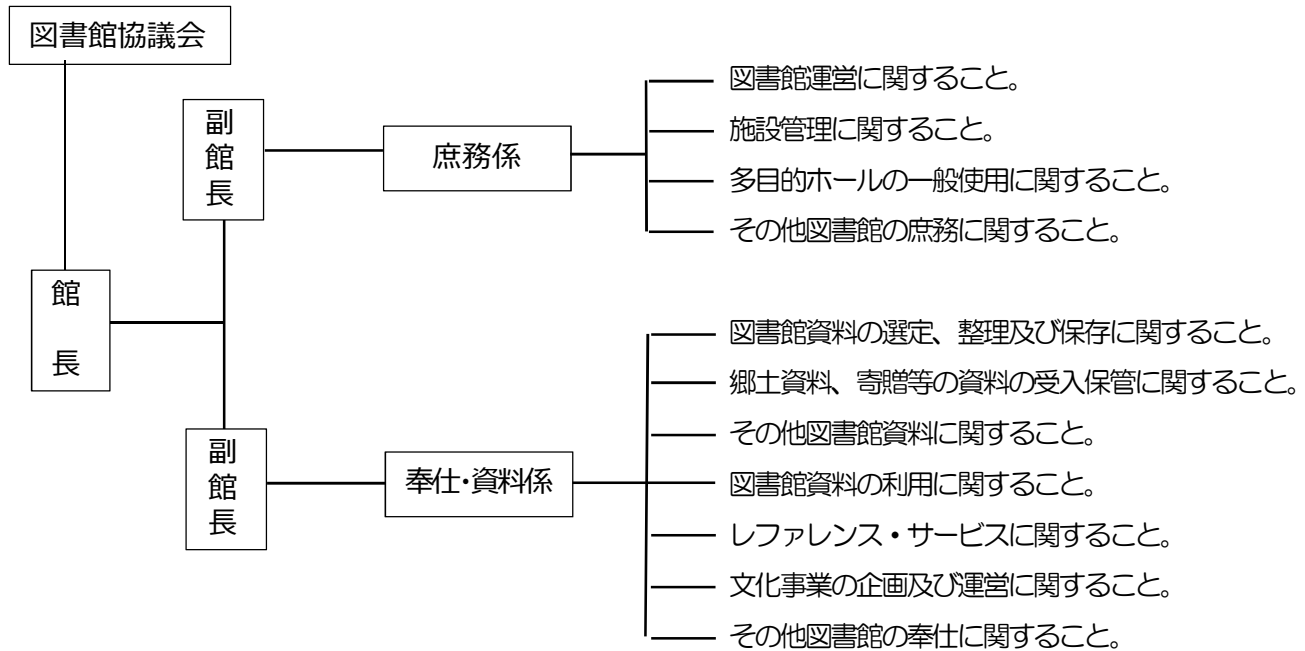 図書館協議会
館長
副館長
庶務係
図書館運営に関すること。
施設管理に関すること。
多目的ホールの一般使用に関すること。
その他図書館の庶務に関すること。
副館長
奉仕・資料係
図書館資料の選定、整理及び保存に関すること。
郷土資料、寄贈等の資料の受入保管に関すること。
その他図書館資料に関すること。
図書館資料の利用に関すること。
レファレンス・サービスに関すること。
文化事業の企画及び運営に関すること。
その他図書館の奉仕に関すること。